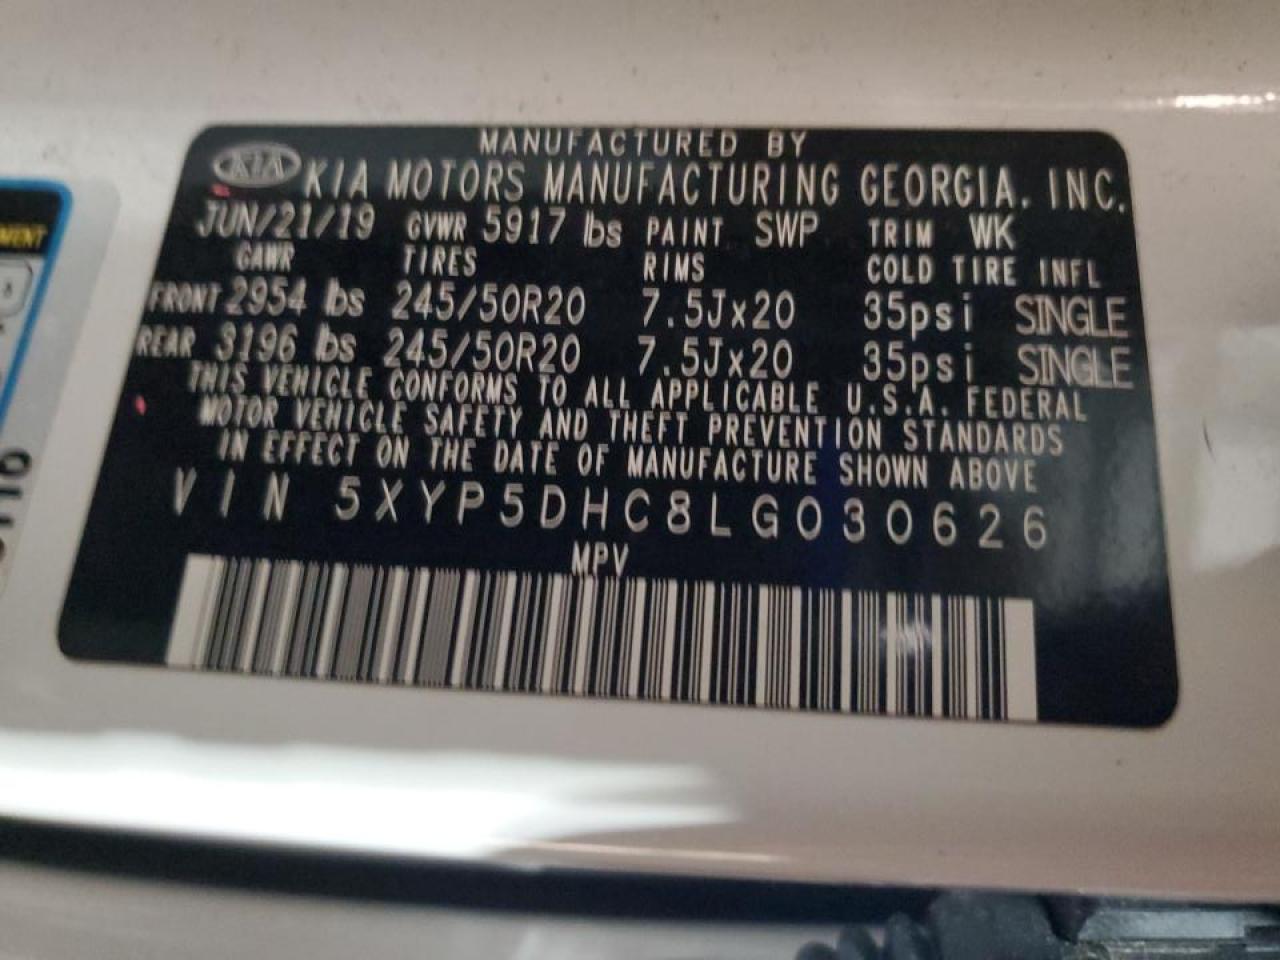 MANUFACTURED BY
KIA KIA MOTORS MANUFACTURING GEORGIA, INC.
JUN/21/19 GVWR 5917 lbs PAINT SWP TRIM WK
GAWR TIRES RIMS COLD TIRE INFL
FRONT 2954 lbs 245/50R20 7.5Jx20 35psi SINGLE
REAR 3196 lbs 245/50R20 7.5Jx20 35psi SINGLE
THIS VEHICLE CONFORMS TO ALL APPLICABLE U.S.A. FEDERAL
MOTOR VEHICLE SAFETY AND THEFT PREVENTION STANDARDS
IN EFFECT ON THE DATE OF MANUFACTURE SHOWN ABOVE
VIN 5XYP5DHC8LG030626
MPV